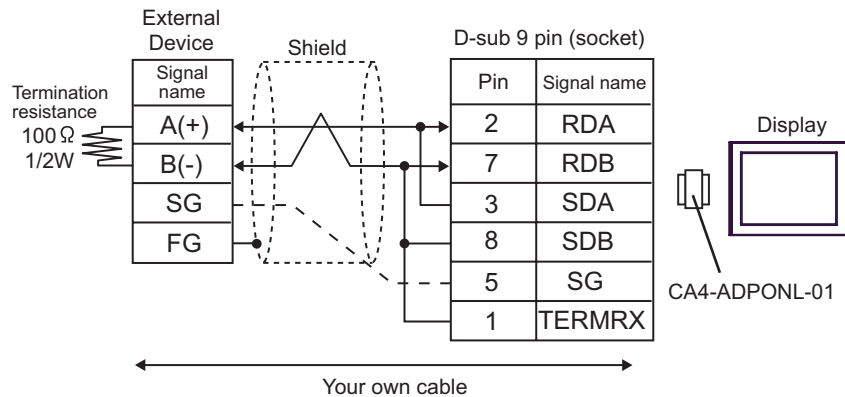 External
Device
Shield
D-sub 9 pin (socket)
Termination
resistance
100Ω
1/2W
Signal
name
A(+)
B(-)
SG
FG
Pin Signal name
2 RDA
7 RDB
3 SDA
8 SDB
5 SG
1 TERMRX
Display
CA4-ADPONL-01
Your own cable